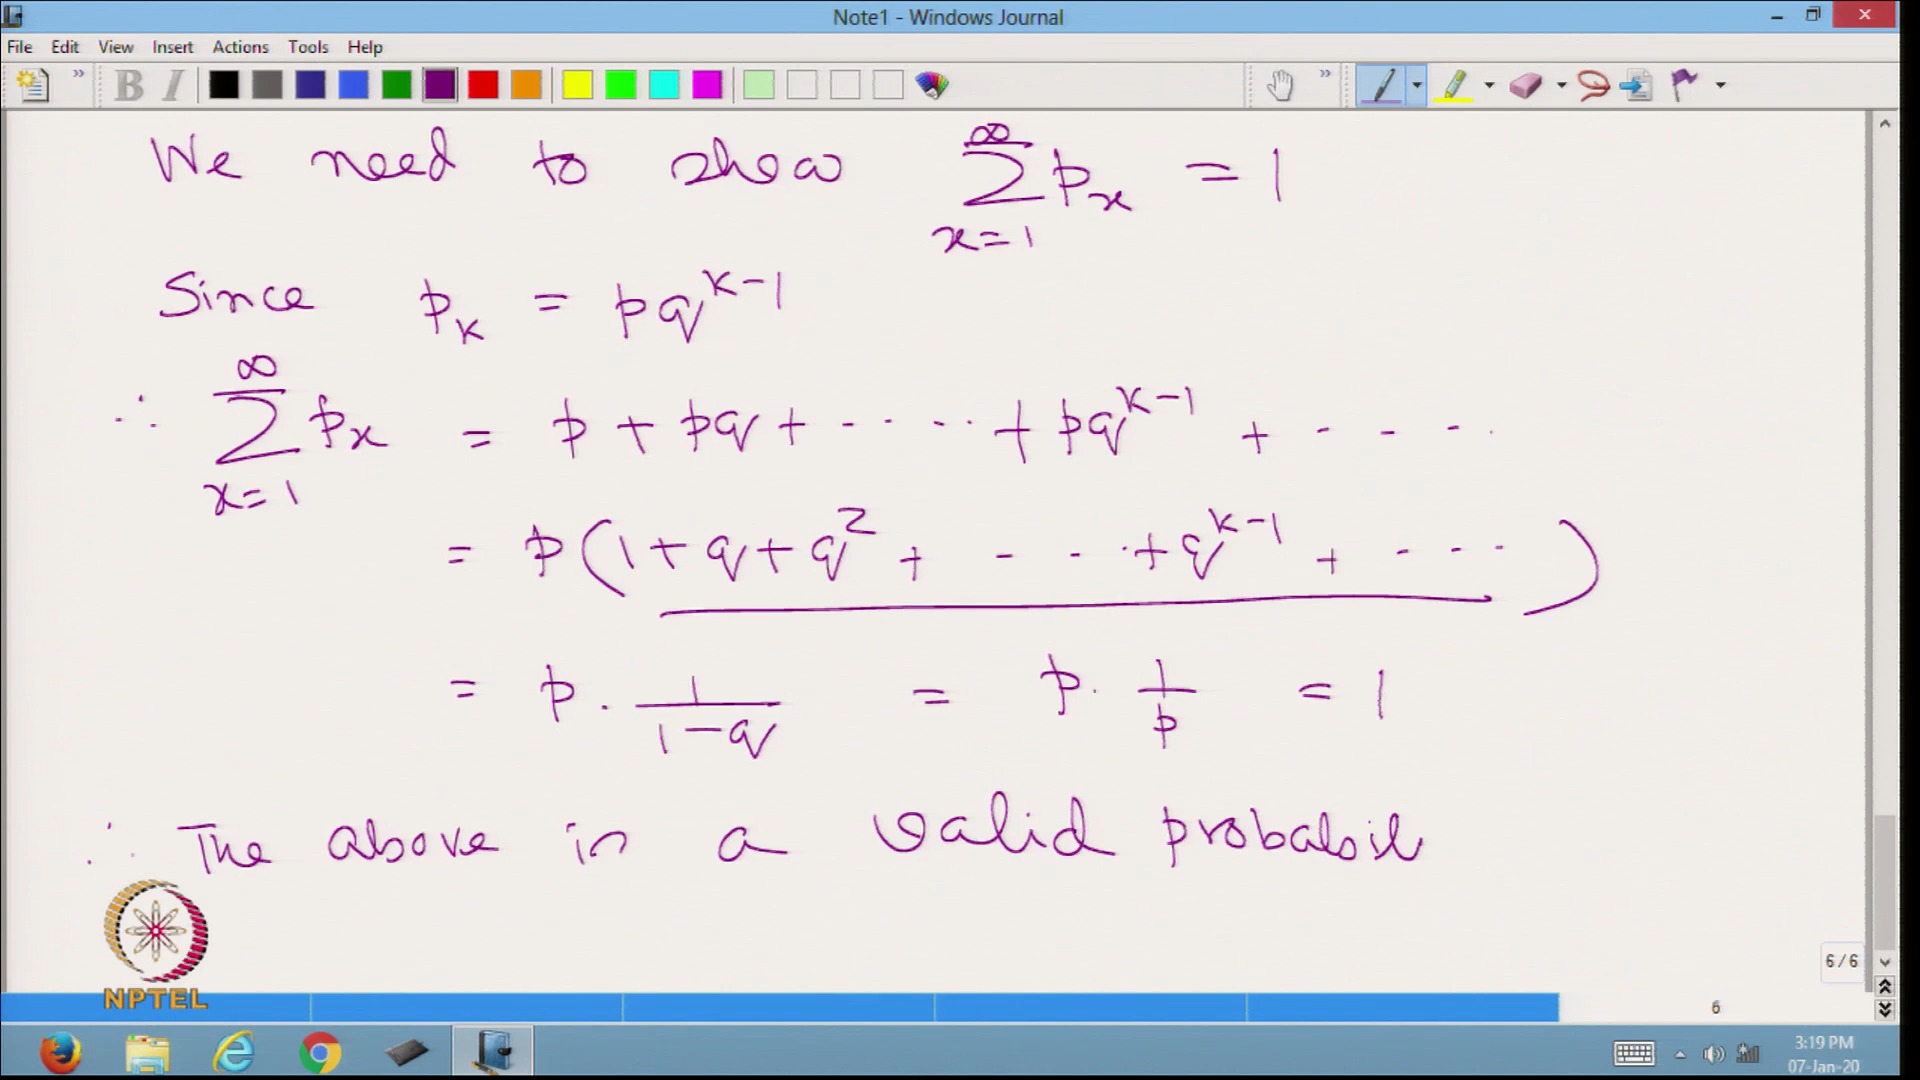 Note1 - Windows Journal
File Edit View Insert Actions Tools Help
B I
We need to show ∑_{x=1}^{∞} p_x = 1
Since p_k = pq^{k-1}
∴ ∑_{x=1}^{∞} p_x = p + pq + ······ + pq^{k-1} + ····
= p(1 + q + q^2 + ··· + q^{k-1} + ····)
= p · 1/(1-q) = p · 1/p = 1
∴ The above is a valid probabil
NPTEL
6/6
6
3:19 PM
07-Jan-20